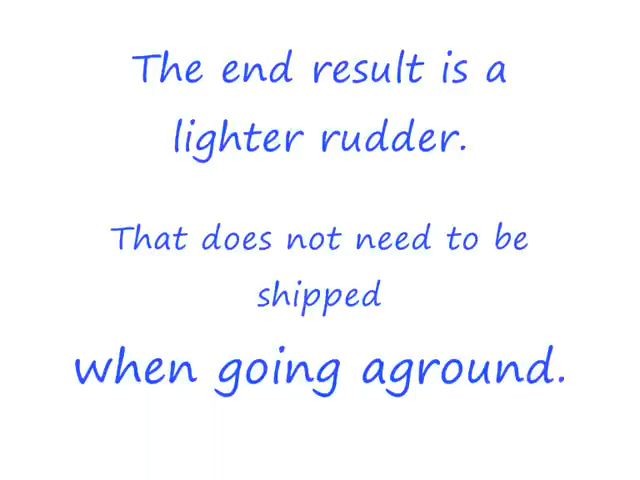 The end result is a
lighter rudder.
That does not need to be
shipped
when going aground.